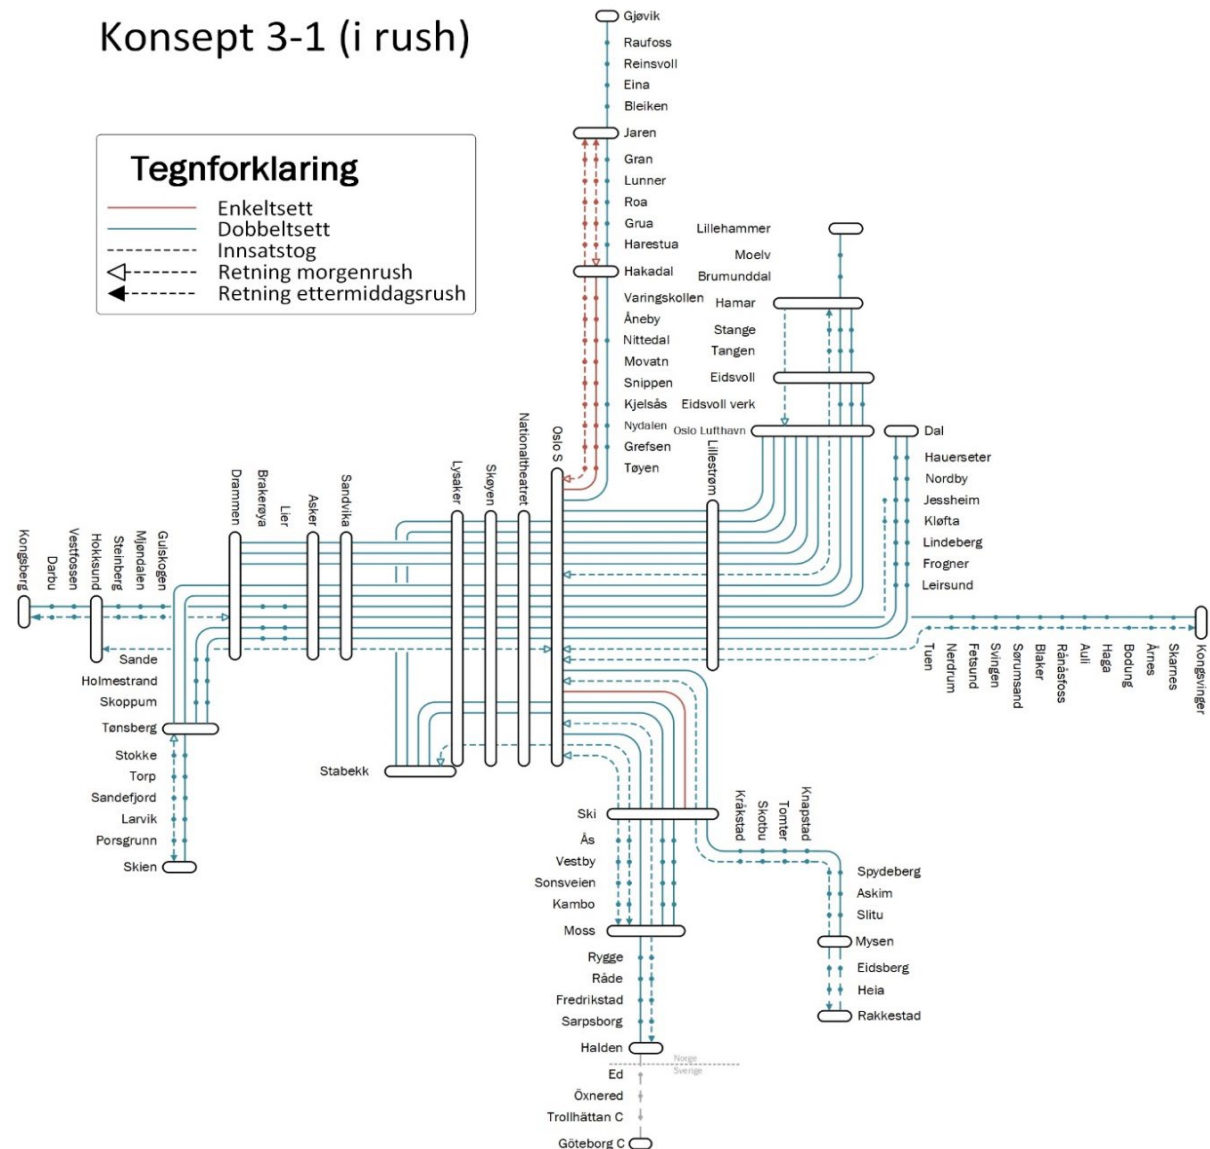 Konsept 3-1 (i rush)
Tegnforklaring
Enkeltsett
Dobbeltsett
Innsatstog
Retning morgenrush
Retning ettermiddagsrush
Gjøvik
Raufoss
Reinsvoll
Eina
Bleiken
Jaren
Gran
Lunner
Roa
Grua
Harestua
Hakadal
Varingskollen
Åneby
Nittedal
Movatn
Snippen
Kjelsås
Nydalen
Grefsen
Tøyen
Lillehammer
Moelv
Brumunddal
Hamar
Stange
Tangen
Eidsvoll
Eidsvoll verk
Oslo Lufthavn
Dal
Hauerseter
Nordby
Jessheim
Kløfta
Lindeberg
Frogner
Leirsund
Kongsberg
Darbu
Vestfossen
Hokksund
Steinberg
Mjøndalen
Gulskogen
Drammen
Brakerøya
Lier
Asker
Sandvika
Lysaker
Skøyen
Nationaltheatret
Oslo S
Lillestrøm
Tuen
Nerdrum
Fetsund
Svingen
Sørumsand
Blaker
Rånåsfoss
Auli
Haga
Bodung
Årnes
Skarnes
Kongsvinger
Sande
Holmestrand
Skoppum
Tønsberg
Stokke
Torp
Sandefjord
Larvik
Porsgrunn
Skien
Stabekk
Ski
Ås
Vestby
Sonsveien
Kambo
Moss
Rygge
Råde
Fredrikstad
Sarpsborg
Halden
Norge
Sverige
Ed
Öxnered
Trollhättan C
Göteborg C
Kråkstad
Skotbu
Tomter
Knapstad
Spydeberg
Askim
Slitu
Mysen
Eidsberg
Heia
Rakkestad